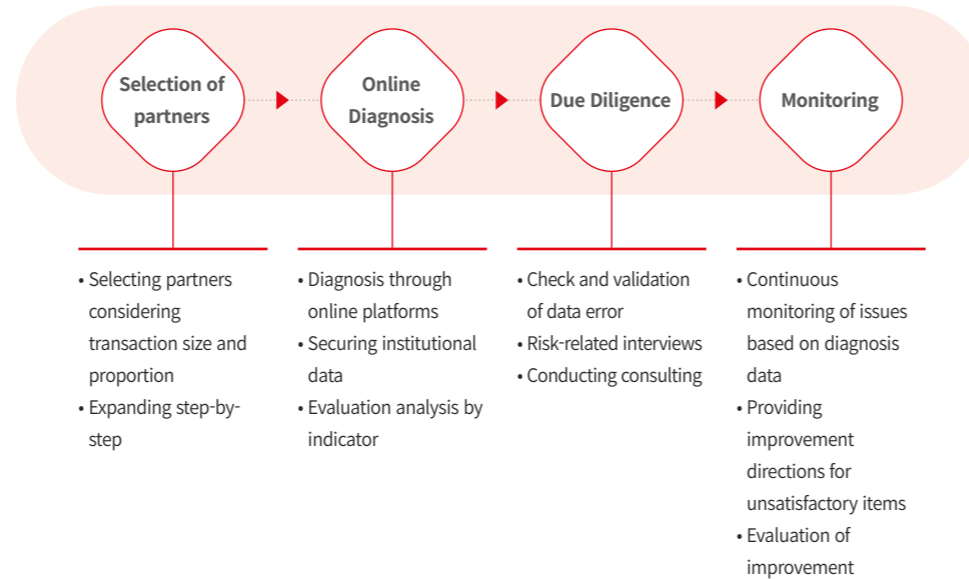 Selection of
partners
Online
Diagnosis
Due Diligence
Monitoring
• Selecting partners
considering
transaction size and
proportion
• Expanding step-by-
step
• Diagnosis through
online platforms
• Securing institutional
data
• Evaluation analysis by
indicator
• Check and validation
of data error
• Risk-related interviews
• Conducting consulting
• Continuous
monitoring of issues
based on diagnosis
data
• Providing
improvement
directions for
unsatisfactory items
• Evaluation of
improvement